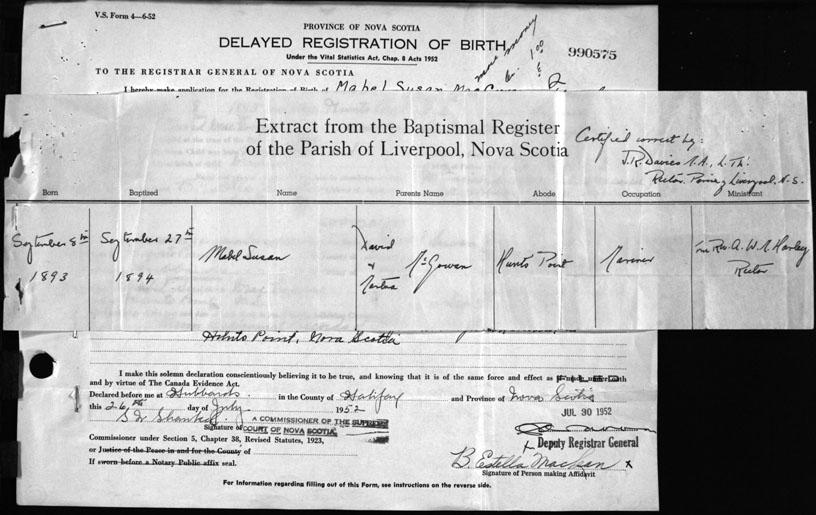 V.S. Form 4—6-52
PROVINCE OF NOVA SCOTIA
DELAYED REGISTRATION OF BIRTH
Under the Vital Statistics Act, Chap. 8 Acts 1952
990575
more money
1 00
TO THE REGISTRAR GENERAL OF NOVA SCOTIA
I hereby make application for the Registration of Birth of Mabel Susan
Extract from the Baptismal Register
of the Parish of Liverpool, Nova Scotia
Certified correct by:
J.R. Davies L.Th.
Rector. Liverpool, N.S.
Born Baptized Name Parents Name Abode Occupation Ministrant
September 8th 1893
September 27th 1894
Mabel Susan
David + Martha McGowan
Hunts Point
Mariner
Rev. A. W. Harley
Rector
Hunts Point, Nova Scotia
I make this solemn declaration conscientiously believing it to be true, and knowing that it is of the same force and effect as if made under oath
and by virtue of The Canada Evidence Act.
Declared before me at Hubbards in the County of Halifax and Province of Nova Scotia
this 26th day of July 1952
JUL 30 1952
Signature of
A COMMISSIONER OF THE SUPREME
COURT OF NOVA SCOTIA
Deputy Registrar General
Commissioner under Section 5, Chapter 38, Revised Statutes, 1923,
or Justice of the Peace in and for the County of
If sworn before a Notary Public affix seal.
B. Estella MacLean x
Signature of Person making Affidavit
For Information regarding filling out of this Form, see instructions on the reverse side.